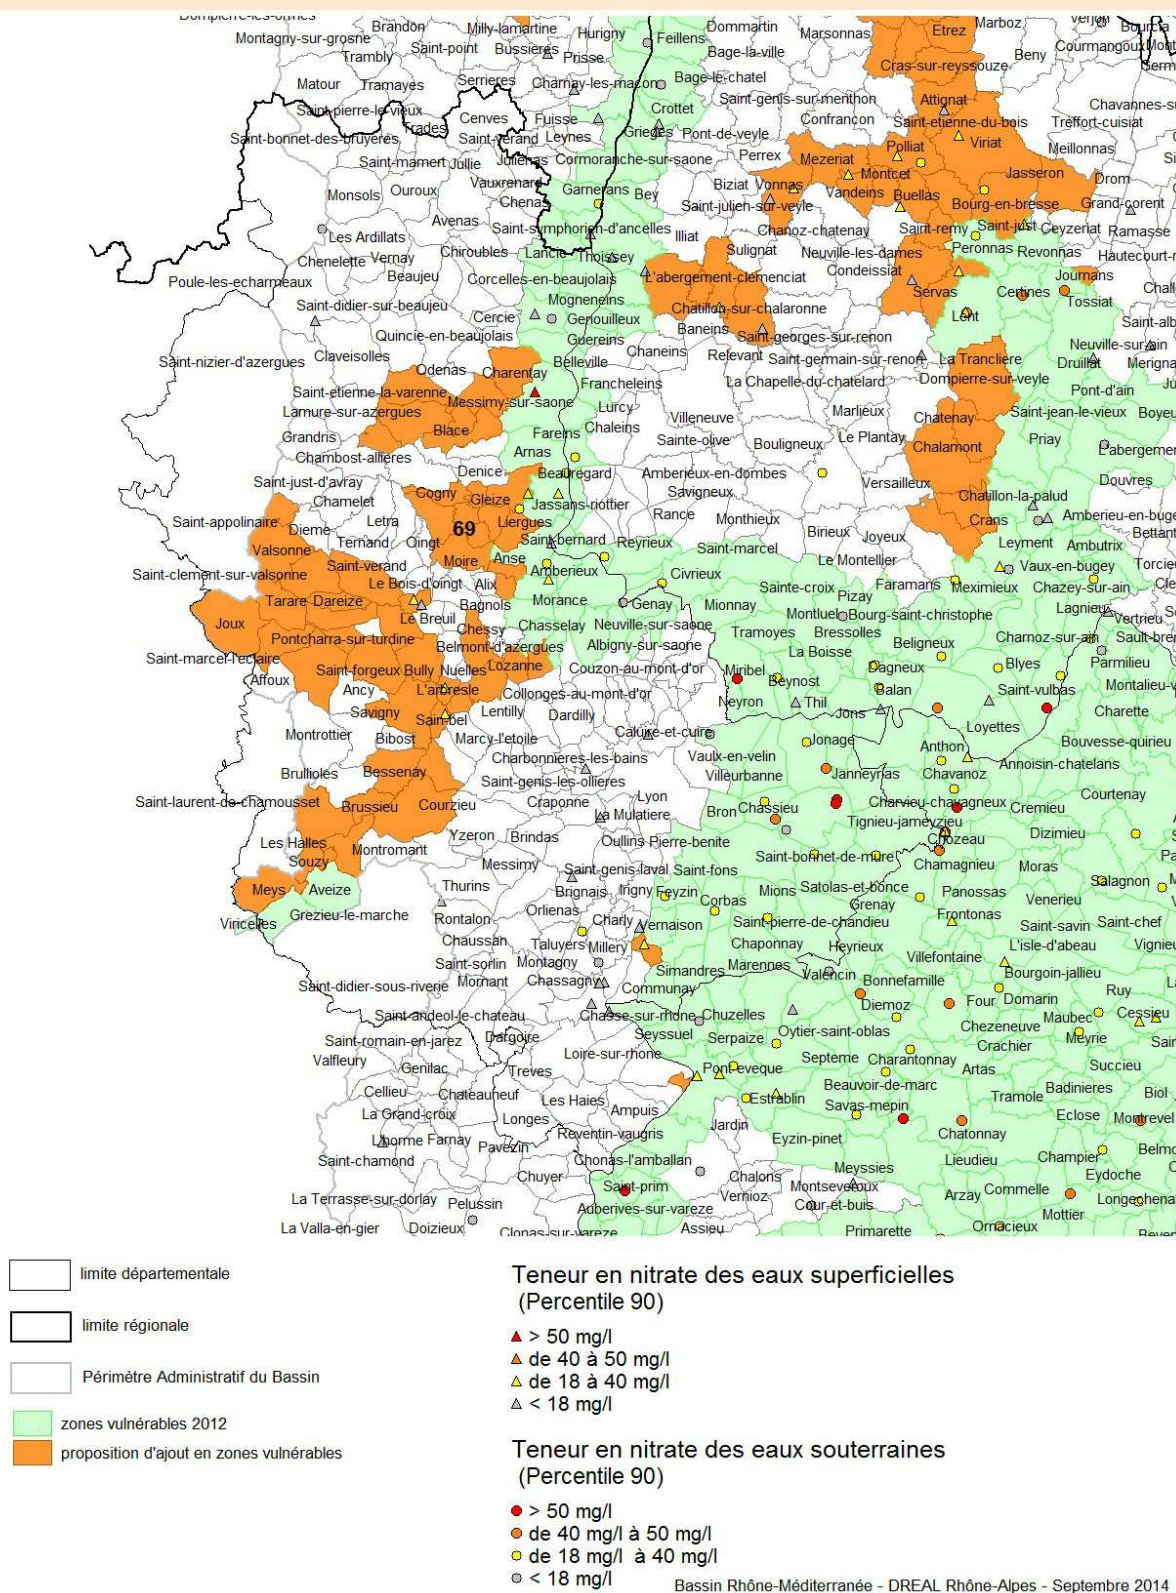 Dompierre-les-ormes
Brandon
Milly-lamartine
Hurigny
Feillens
Dommartin
Marsonnas
Etrez
Marboz
Verjon
Montagny-sur-grosne
Saint-point
Bussières
Prisse
Bage-la-ville
Beny
Courmangoux
Trambly
Cras-sur-reyssouze
Matour
Tramayes
Serrieres
Charnay-les-macon
Bage-le-chatel
Saint-pierre-le-vieux
Cenves
Fuisse
Crottet
Saint-genis-sur-menthon
Attignat
Confrançon
Saint-etienne-du-bois
Treffort-cuisiat
Saint-bonnet-des-bruyères
Trades
Saint-verand
Leynes
Grieges
Pont-de-veyle
Polliat
Viriat
Meillonnas
Saint-mamert
Jullie
Julienas
Cormoranche-sur-saone
Perrex
Mezeriat
Montcet
Jasseron
Drom
Monsols
Ouroux
Vauxrenard
Chenas
Garnerans
Bey
Biziat
Vonnas
Vandeins
Buellas
Bourg-en-bresse
Grand-corent
Avenas
Saint-symphorien-d'ancelles
Saint-julien-sur-veyle
Illiat
Chanoz-chatenay
Saint-remy
Saint-just
Ceyzeriat
Ramasse
Les Ardillats
Chenelette
Vernay
Chiroubles
Lancie
Thoissey
Sulignat
Neuville-les-dames
Peronnas
Revonnas
Poule-les-echarmeaux
Beaujeu
Corcelles-en-beaujolais
L'abergement-clemenciat
Condeissiat
Servas
Certines
Journans
Tossiat
Saint-didier-sur-beaujeu
Cercie
Mogneneins
Genouilleux
Chatillon-sur-chalaronne
Lent
Quincie-en-beaujolais
Guereins
Baneins
Saint-georges-sur-renon
Neuville-sur-ain
Saint-nizier-d'azergues
Claveisolles
Odenas
Charentay
Belleville
Chaneins
Relevant
Saint-germain-sur-renon
La Trancliere
Druillat
Saint-etienne-la-varenne
Messimy-sur-saone
Francheleins
La Chapelle-du-chatelard
Dompierre-sur-veyle
Pont-d'ain
Lamure-sur-azergues
Lurcy
Villeneuve
Marlieux
Chatenay
Saint-jean-le-vieux
Grandris
Blace
Fareins
Chaleins
Sainte-olive
Bouligneux
Le Plantay
Chalamont
Priay
Chambost-allieres
Arnas
Saint-just-d'avray
Denice
Beauregard
Amberieux-en-dombes
Versailleux
Douvres
Chamelet
Cogny
Gleize
Jassans-riottier
Savigneux
Chatillon-la-palud
Saint-appolinaire
Dieme
Letra
69
Liergues
Rance
Monthieux
Birieux
Joyeux
Crans
Valsonne
Ternand
Oingt
Saint-bernard
Reyrieux
Saint-marcel
Leyment
Ambutrix
Saint-clement-sur-valsonne
Saint-verand
Moire
Anse
Amberieux
Le Montellier
Vaux-en-bugey
Le Bois-d'oingt
Alix
Civrieux
Sainte-croix
Pizay
Faramans
Meximieux
Chazey-sur-ain
Tarare
Dareize
Bagnols
Morance
Genay
Mionnay
Montluel
Bourg-saint-christophe
Lagnieu
Vertrieu
Joux
Le Breuil
Chessy
Chasselay
Neuville-sur-saone
Tramoyes
Bressolles
Beligneux
Charnoz-sur-ain
Pontcharra-sur-turdine
Belmont-d'azergues
Albigny-sur-saone
La Boisse
Saint-marcel-l'eclaire
Saint-forgeux
Bully
Nuelles
Lozanne
Couzon-au-mont-d'or
Miribel
Beynost
Dagneux
Blyes
Parmilieu
Affoux
Ancy
L'arbresle
Collonges-au-mont-d'or
Neyron
Thil
Balan
Saint-vulbas
Savigny
Sain-bel
Lentilly
Dardilly
Jons
Loyettes
Charette
Montrottier
Bibost
Marcy-l'etoile
Caluire-et-cuire
Jonage
Anthon
Bouvesse-quirieu
Brullioles
Bessenay
Charbonnieres-les-bains
Vaulx-en-velin
Villeurbanne
Janneyrias
Chavanoz
Annoisin-chatelans
Saint-genis-les-ollieres
Courtenay
Saint-laurent-de-chamousset
Brussieu
Courzieu
Craponne
Lyon
Bron
Chassieu
Charvieu-chavagneux
Cremieu
La Mulatiere
Tignieu-jameyzieu
Les Halles
Yzeron
Brindas
Oullins
Pierre-benite
Chozeau
Dizimieu
Souzy
Montromant
Messimy
Saint-genis-laval
Saint-fons
Saint-bonnet-de-mure
Chamagnieu
Moras
Meys
Aveize
Thurins
Brignais
Irigny
Feyzin
Mions
Satolas-et-bonce
Panossas
Salagnon
Viricelles
Grezieu-le-marche
Rontalon
Orlienas
Charly
Vernaison
Corbas
Saint-pierre-de-chandieu
Grenay
Frontonas
Venerieu
Saint-savin
Saint-chef
Chaussan
Taluyers
Millery
Chaponnay
Heyrieux
L'isle-d'abeau
Saint-sorlin
Montagny
Simandres
Marennes
Valencin
Villefontaine
Bourgoin-jallieu
Saint-didier-sous-riverie
Mornant
Chassagny
Communay
Bonnefamille
Ruy
Saint-andeol-le-chateau
Chasse-sur-rhone
Chuzelles
Diemoz
Four
Domarin
Maubec
Cessieu
Saint-romain-en-jarez
Dargoire
Seyssuel
Serpaize
Oytier-saint-oblas
Chezeneuve
Meyrie
Valfleury
Genilac
Loire-sur-rhone
Crachier
Treves
Pont-eveque
Septeme
Charantonnay
Artas
Succieu
Cellieu
Chateauneuf
Les Haies
Estrablin
Beauvoir-de-marc
Tramole
Badinieres
Biol
La Grand-croix
Longes
Ampuis
Jardin
Savas-mepin
Eclose
Montrevel
L'horme
Farnay
Pavezin
Reventin-vaugris
Eyzin-pinet
Chatonnay
Saint-chamond
Chonas-l'amballan
Lieudieu
Champier
Chuyer
Chalons
Meyssies
Eydoche
La Terrasse-sur-dorlay
Pelussin
Saint-prim
Vernioz
Montseveroux
Arzay
Commelle
Auberives-sur-vareze
Cour-et-buis
Mottier
La Valla-en-gier
Doizieux
Clonas-sur-vareze
Assieu
Primarette
Ornacieux
limite départementale
limite régionale
Périmètre Administratif du Bassin
zones vulnérables 2012
proposition d'ajout en zones vulnérables
Teneur en nitrate des eaux superficielles
(Percentile 90)
> 50 mg/l
de 40 à 50 mg/l
de 18 à 40 mg/l
< 18 mg/l
Teneur en nitrate des eaux souterraines
(Percentile 90)
> 50 mg/l
de 40 mg/l à 50 mg/l
de 18 mg/l à 40 mg/l
< 18 mg/l
Bassin Rhône-Méditerranée - DREAL Rhône-Alpes - Septembre 2014